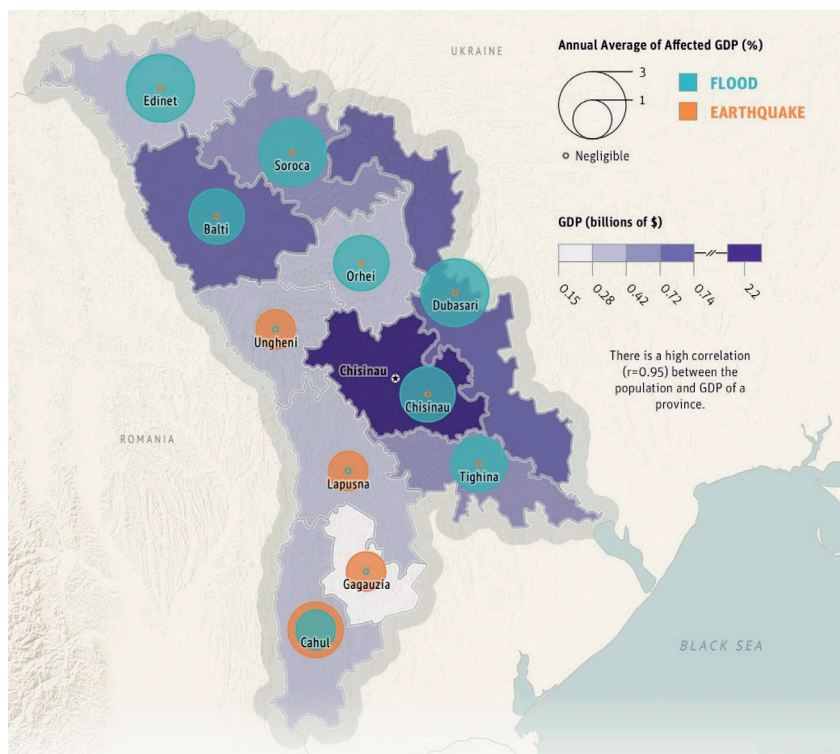 UKRAINE
Annual Average of Affected GDP (%)
3
1
Negligible
FLOOD
EARTHQUAKE
GDP (billions of $)
0.15
0.28
0.42
0.72
0.74
2.2
There is a high correlation
(r=0.95) between the
population and GDP of a
province.
Edinet
Soroca
Balti
Orhei
Dubasari
Ungheni
Chisinau
Chisinau
ROMANIA
Tighina
Lapusna
Gagauzia
Cahul
BLACK SEA